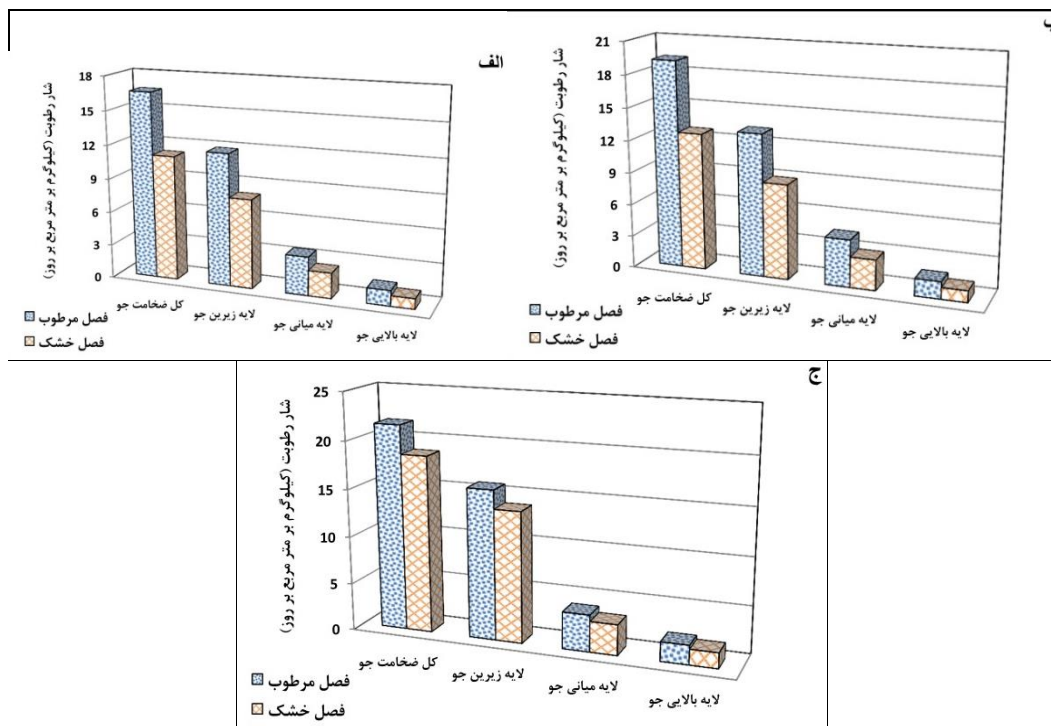 الف
شار رطوبت (کیلوگرم بر متر مربع بر روز)
18
15
12
9
6
3
0
کل ضخامت جو
لایه زیرین جو
لایه میانی جو
لایه بالایی جو
فصل مرطوب
فصل خشک
شار رطوبت (کیلوگرم بر متر مربع بر روز)
21
18
15
12
9
6
3
0
کل ضخامت جو
لایه زیرین جو
لایه میانی جو
لایه بالایی جو
فصل مرطوب
فصل خشک
ج
شار رطوبت (کیلوگرم بر متر مربع بر روز)
25
20
15
10
5
0
کل ضخامت جو
لایه زیرین جو
لایه میانی جو
لایه بالایی جو
فصل مرطوب
فصل خشک